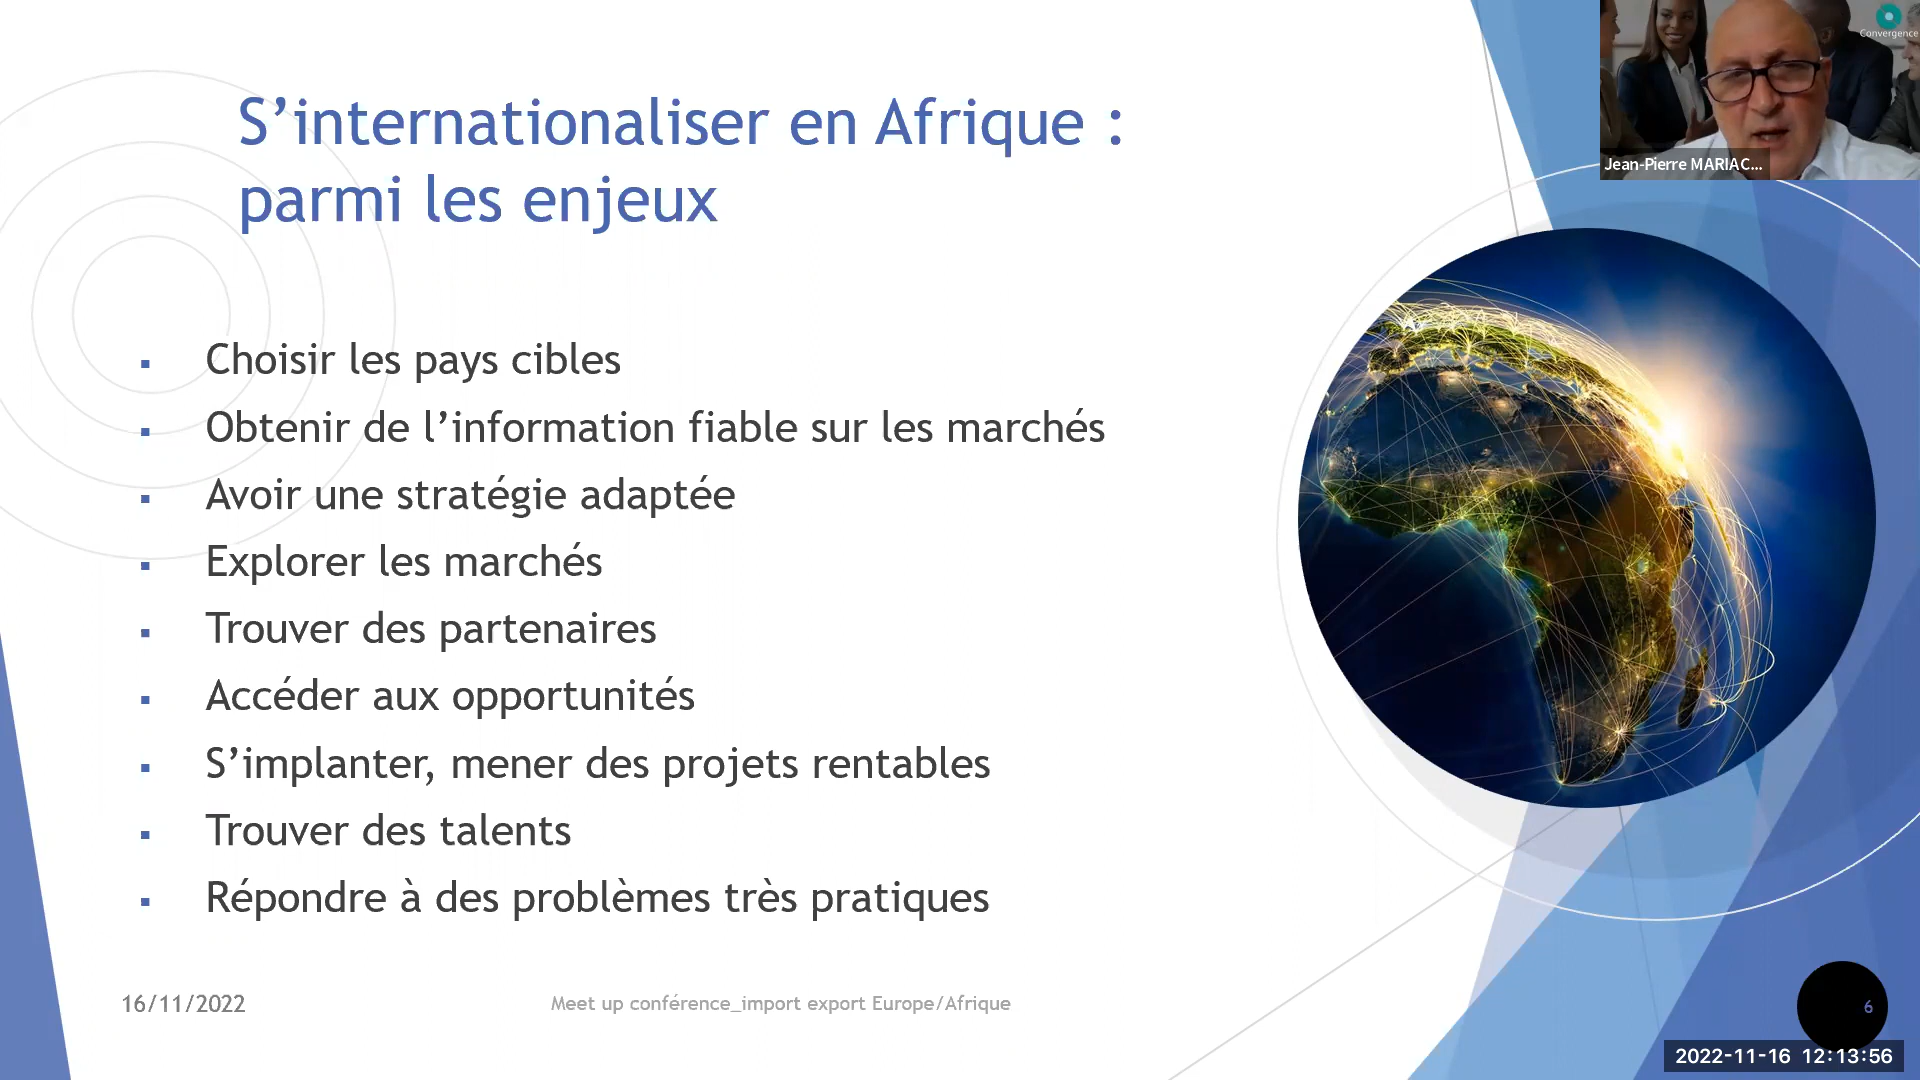 Convergence
Jean-Pierre MARIAC...
S’internationaliser en Afrique :
parmi les enjeux
▪ Choisir les pays cibles
▪ Obtenir de l’information fiable sur les marchés
▪ Avoir une stratégie adaptée
▪ Explorer les marchés
▪ Trouver des partenaires
▪ Accéder aux opportunités
▪ S’implanter, mener des projets rentables
▪ Trouver des talents
▪ Répondre à des problèmes très pratiques
16/11/2022
Meet up conférence_import export Europe/Afrique
6
2022-11-16 12:13:56